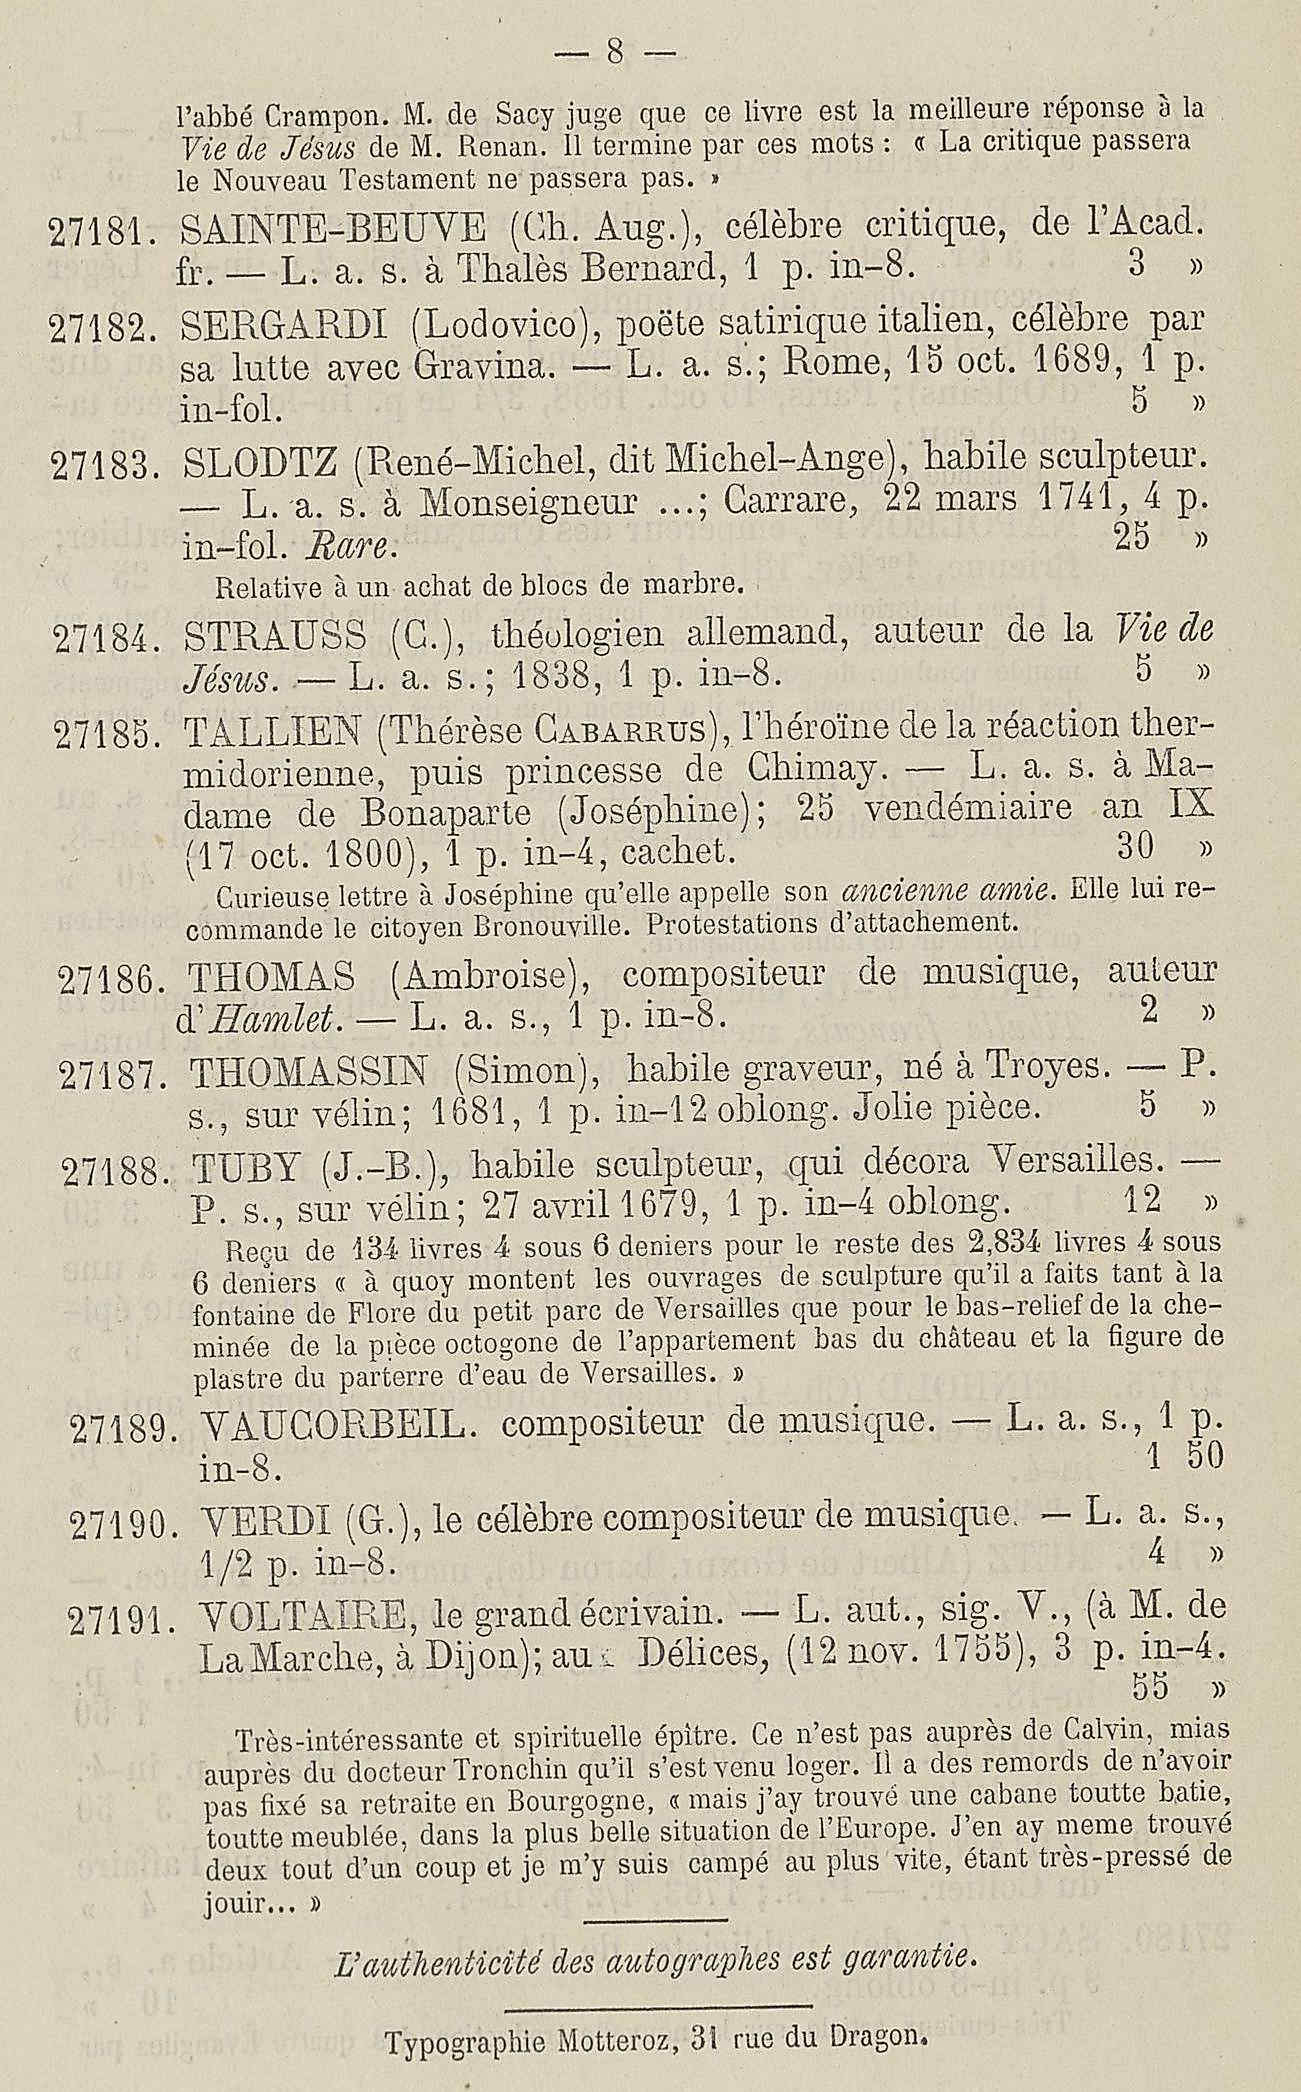 — 8 —
l'abbé Crampon. M. de Sacy juge que ce livre est la meilleure réponse à la
Vie de Jésus de M. Renan. Il termine par ces mots : « La critique passera
le Nouveau Testament ne passera pas. »
27181. SAINTE-BEUVE (Ch. Aug.), célèbre critique, de l'Acad.
fr. — L. a. s. à Thalès Bernard, 1 p. in-8. 3 »
27182. SERGARDI (Lodovico), poëte satirique italien, célèbre par
sa lutte avec Gravina. — L. a. s.; Rome, 15 oct. 1689, 1 p.
in-fol. 5 »
27183. SLODTZ (René-Michel, dit Michel-Ange), habile sculpteur.
— L. a. s. à Monseigneur ...; Carrare, 22 mars 1741, 4 p.
in-fol. Rare. 25 »
Relative à un achat de blocs de marbre.
27184. STRAUSS (C.), théologien allemand, auteur de la Vie de
Jésus. — L. a. s.; 1838, 1 p. in-8. 5 »
27185. TALLIEN (Thérèse CABARRUS), l'héroïne de la réaction ther-
midorienne, puis princesse de Chimay. — L. a. s. à Ma-
dame de Bonaparte (Joséphine); 25 vendémiaire an IX
(17 oct. 1800), 1 p. in-4, cachet. 30 »
Curieuse lettre à Joséphine qu'elle appelle son ancienne amie. Elle lui re-
commande le citoyen Bronouville. Protestations d'attachement.
27186. THOMAS (Ambroise), compositeur de musique, auteur
d'Hamlet. — L. a. s., 1 p. in-8. 2 »
27187. THOMASSIN (Simon), habile graveur, né à Troyes. — P.
s., sur vélin; 1681, 1 p. in-12 oblong. Jolie pièce. 5 »
27188. TUBY (J.-B.), habile sculpteur, qui décora Versailles. —
P. s., sur vélin; 27 avril 1679, 1 p. in-4 oblong. 12 »
Reçu de 134 livres 4 sous 6 deniers pour le reste des 2,834 livres 4 sous
6 deniers « à quoy montent les ouvrages de sculpture qu'il a faits tant à la
fontaine de Flore du petit parc de Versailles que pour le bas-relief de la che-
minée de la pièce octogone de l'appartement bas du château et la figure de
plastre du parterre d'eau de Versailles. »
27189. VAUCORBEIL. compositeur de musique. — L. a. s., 1 p.
in-8. 1 50
27190. VERDI (G.), le célèbre compositeur de musique. — L. a. s.,
1/2 p. in-8. 4 »
27191. VOLTAIRE, le grand écrivain. — L. aut., sig. V., (à M. de
La Marche, à Dijon); au Délices, (12 nov. 1755), 3 p. in-4.
55 »
Très-intéressante et spirituelle épître. Ce n'est pas auprès de Calvin, mias
auprès du docteur Tronchin qu'il s'est venu loger. Il a des remords de n'avoir
pas fixé sa retraite en Bourgogne, « mais j'ay trouvé une cabane toutte batie,
toutte meublée, dans la plus belle situation de l'Europe. J'en ay meme trouvé
deux tout d'un coup et je m'y suis campé au plus vite, étant très-pressé de
jouir... »
L'authenticité des autographes est garantie.
Typographie Motteroz, 31 rue du Dragon.